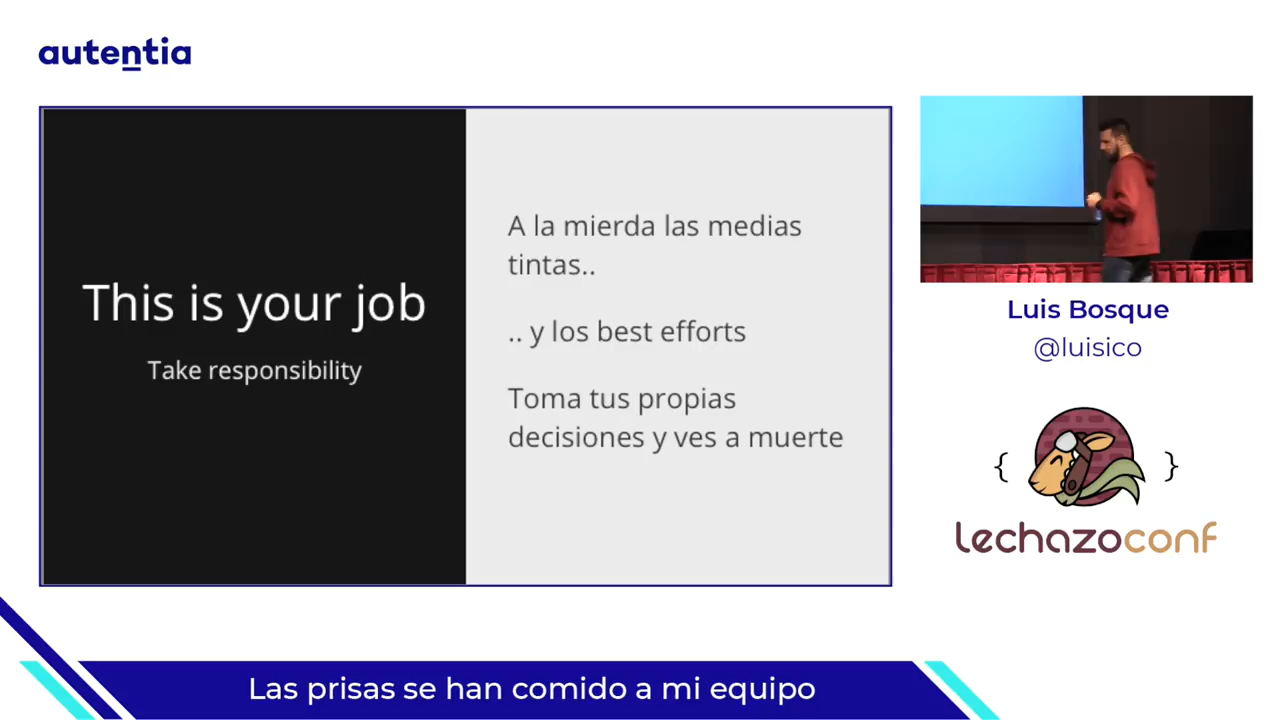 autentia
This is your job
Take responsibility
A la mierda las medias
tintas..
.. y los best efforts
Toma tus propias
decisiones y ves a muerte
Luis Bosque
@luisico
{ }
lechazoconf
Las prisas se han comido a mi equipo